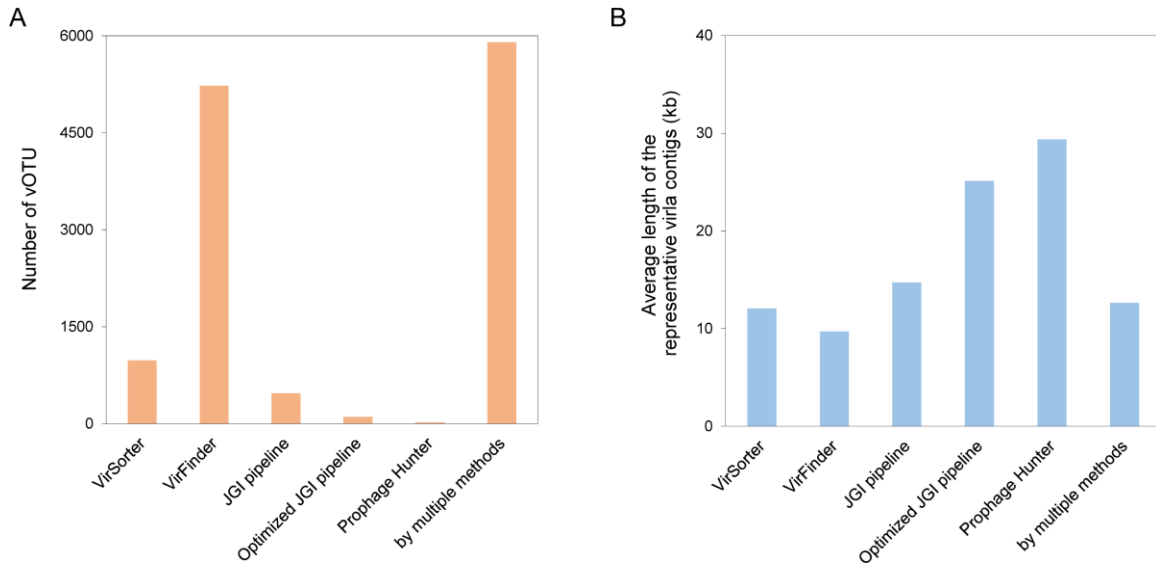 A
Number of vOTU
6000
4500
3000
1500
0
VirSorter
VirFinder
JGI pipeline
Optimized JGI pipeline
Prophage Hunter
by multiple methods
B
Average length of the
representative virla contigs (kb)
40
30
20
10
0
VirSorter
VirFinder
JGI pipeline
Optimized JGI pipeline
Prophage Hunter
by multiple methods